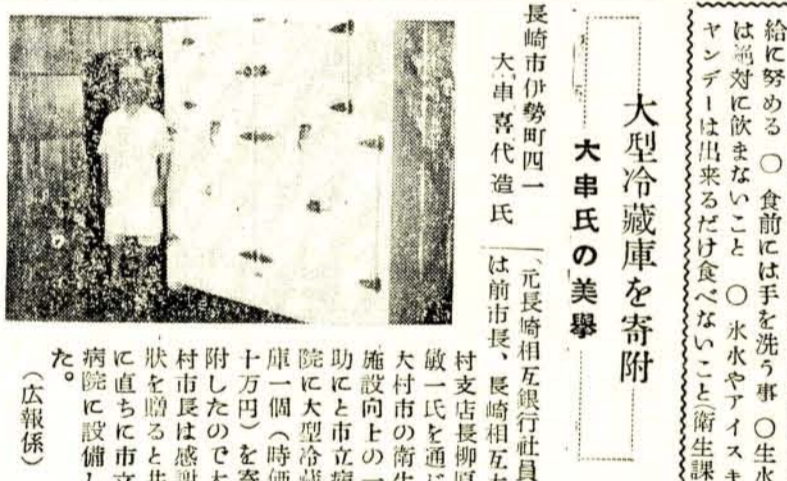 給に努める 〇 食前には手を洗う事 〇生水
は絶対に飲まないこと 〇 氷水やアイスキ
ャンデーは出来るだけ食べないこと(衛生課
大型冷藏庫を寄附
大串氏の美擧
長崎市伊勢町四一
大串喜代造氏
、元長崎相互銀行社員
は前市長、長崎相互大
村支店長柳原
敏一氏を通じ
大村市の衛生
施設向上の一
助にと市立病
院に大型冷藏
庫一個(時価
十万円)を寄
附したので大
村市長は感謝
狀を贈ると共
に直ちに市立
病院に設備し
た。
(広報係)